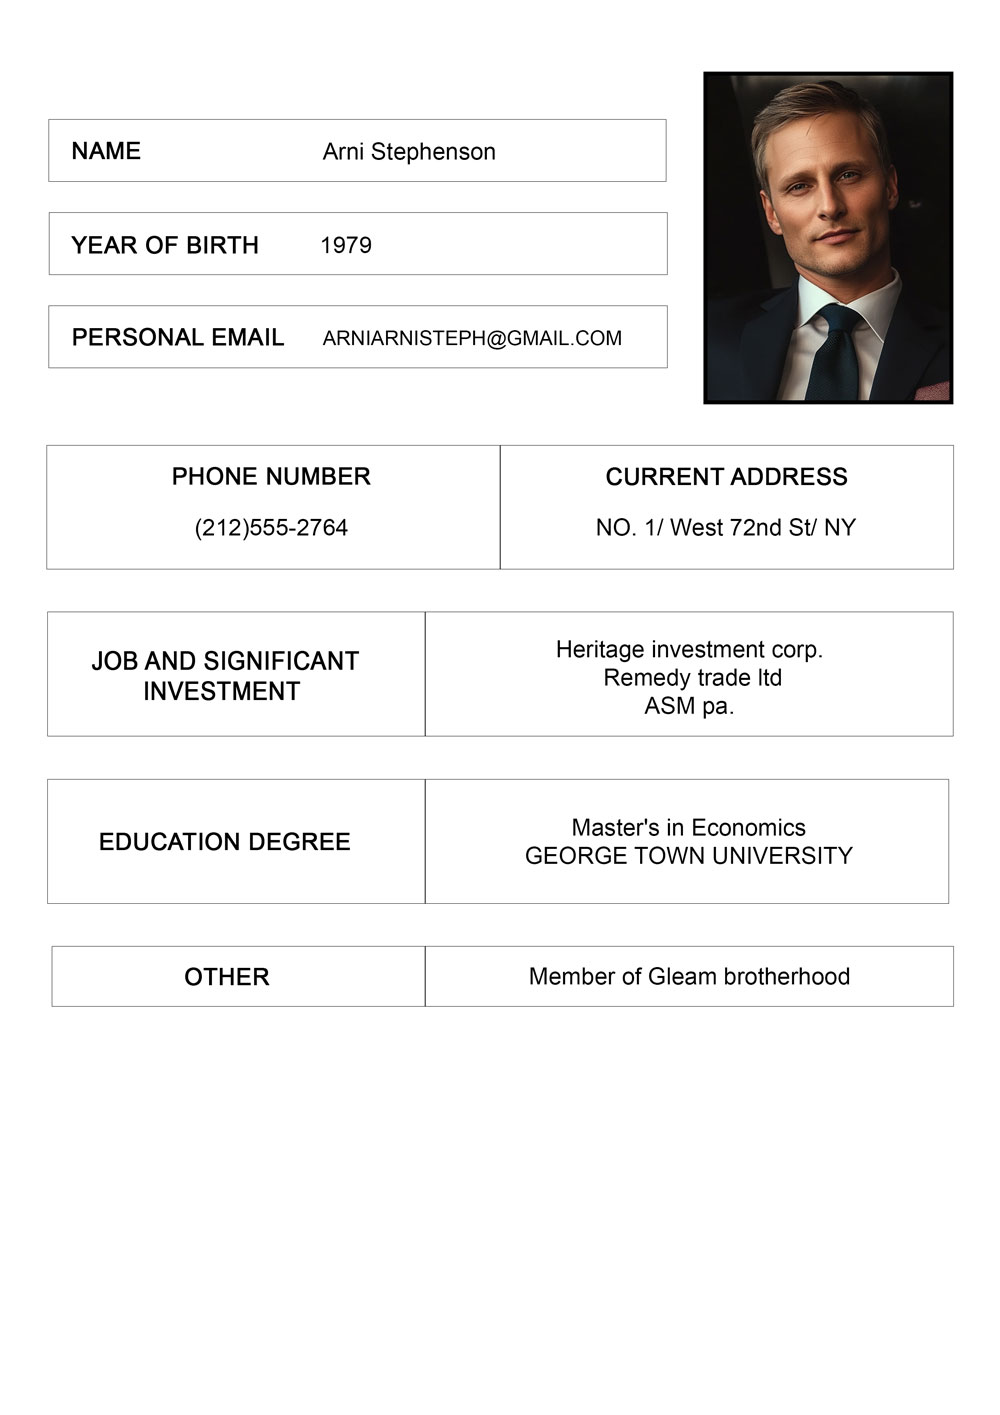 NAME Arni Stephenson
YEAR OF BIRTH 1979
PERSONAL EMAIL ARNIARNISTEPH@GMAIL.COM
PHONE NUMBER
(212)555-2764
CURRENT ADDRESS
NO. 1/ West 72nd St/ NY
JOB AND SIGNIFICANT
INVESTMENT
Heritage investment corp.
Remedy trade ltd
ASM pa.
EDUCATION DEGREE
Master's in Economics
GEORGE TOWN UNIVERSITY
OTHER
Member of Gleam brotherhood